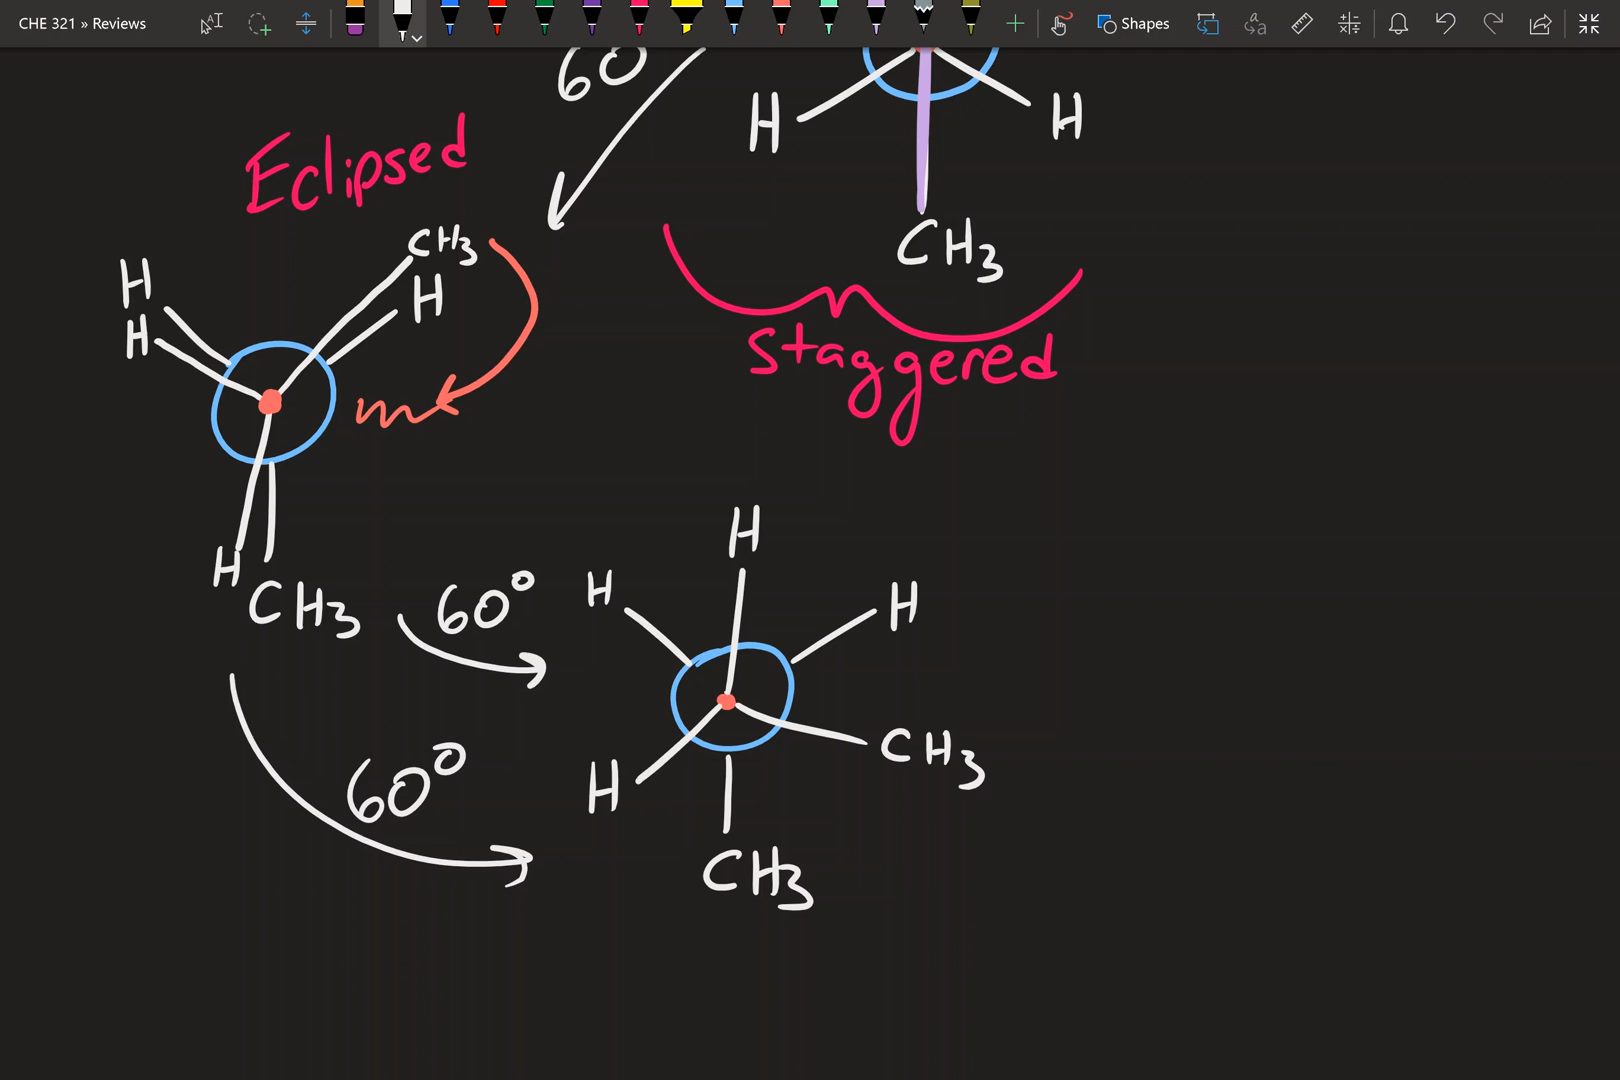 CHE 321 » Reviews
Shapes
60
H
H
Eclipsed
CH3
CH3
H
H
H
Staggered
m
H
H
CH3
60°
H
H
H
60°
CH3
H
CH3